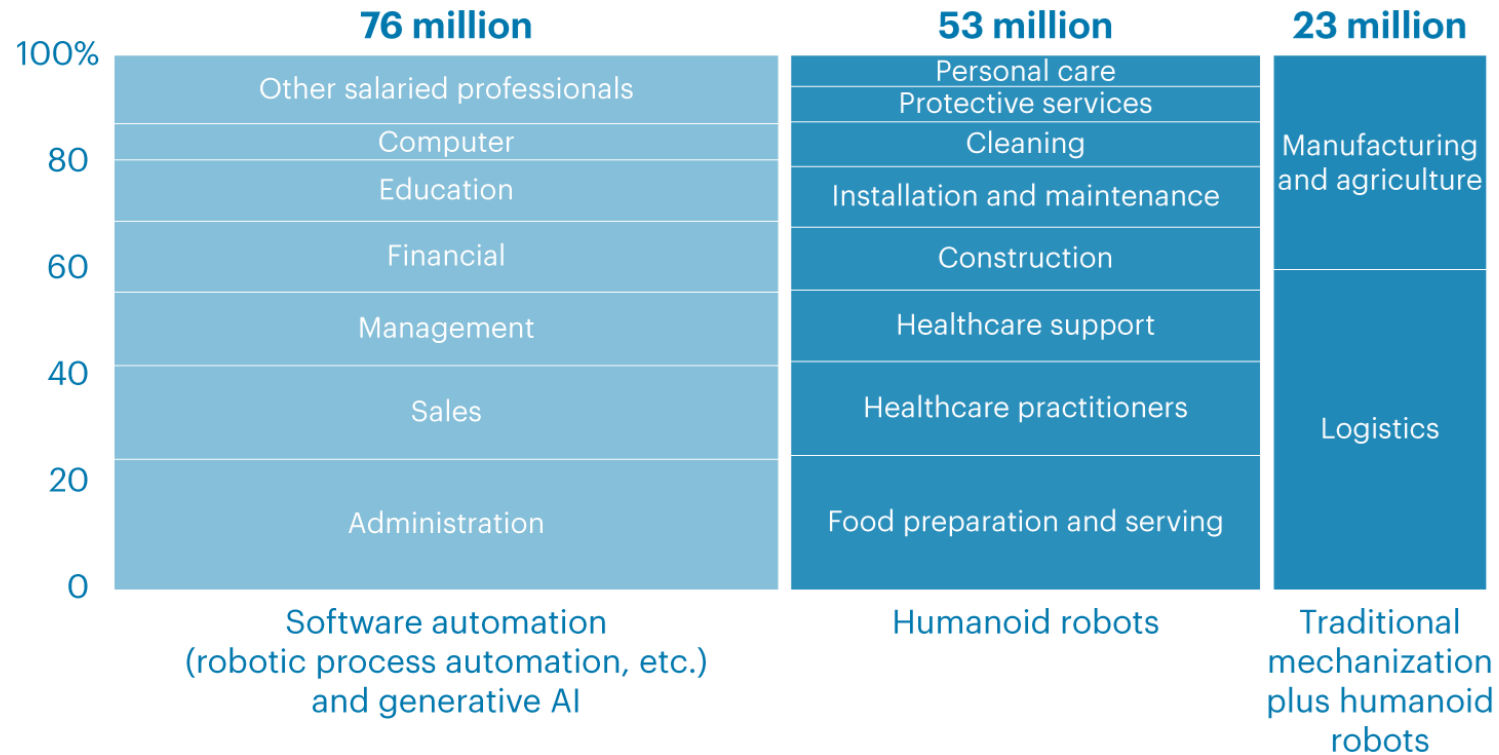 76 million
53 million
23 million
100%
80
60
40
20
0
Other salaried professionals
Computer
Education
Financial
Management
Sales
Administration
Personal care
Protective services
Cleaning
Installation and maintenance
Construction
Healthcare support
Healthcare practitioners
Food preparation and serving
Manufacturing
and agriculture
Logistics
Software automation
(robotic process automation, etc.)
and generative AI
Humanoid robots
Traditional
mechanization
plus humanoid
robots